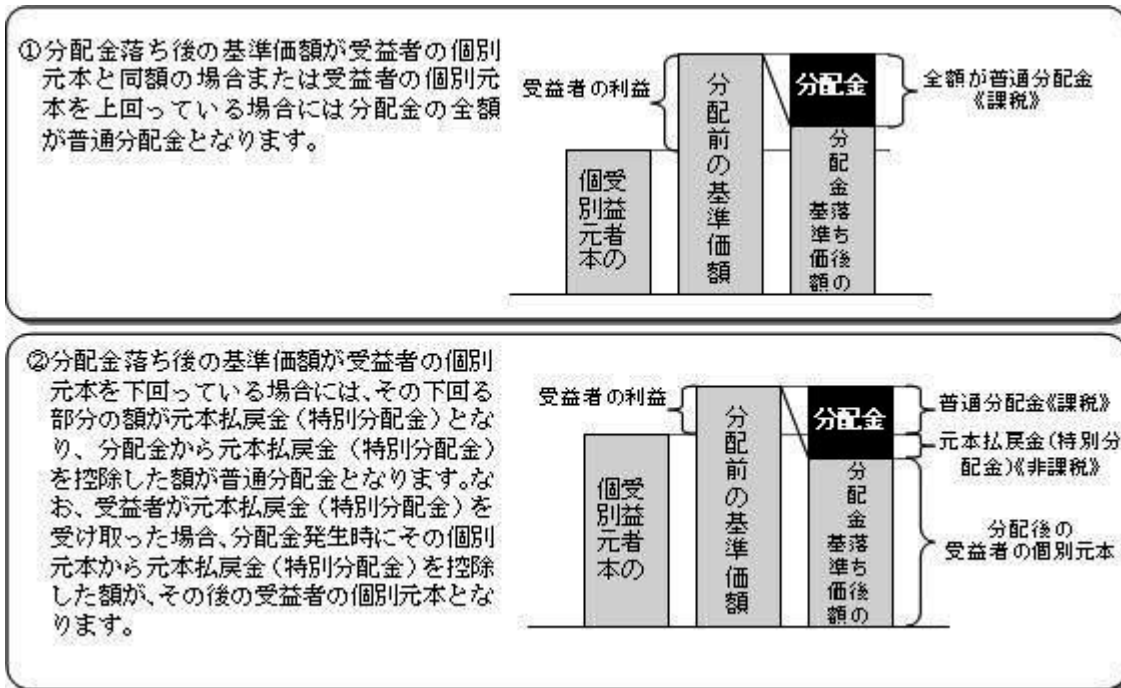 ①分配金落ち後の基準価額が受益者の個別
元本と同額の場合または受益者の個別元
本を上回っている場合には分配金の全額
が普通分配金となります。
受益者の利益
受益者の
個別元本
分配前の基準価額
分配金
分配金落ち後の
基準価額
全額が普通分配金
《課税》
②分配金落ち後の基準価額が受益者の個別
元本を下回っている場合には、その下回る
部分の額が元本払戻金（特別分配金）とな
り、分配金から元本払戻金（特別分配金）
を控除した額が普通分配金となります。な
お、受益者が元本払戻金（特別分配金）を
受け取った場合、分配金発生時にその個別
元本から元本払戻金（特別分配金）を控除
した額が、その後の受益者の個別元本とな
ります。
受益者の利益
受益者の
個別元本
分配前の基準価額
分配金
分配金落ち後の
基準価額
普通分配金《課税》
元本払戻金（特別分
配金）《非課税》
分配後の
受益者の個別元本